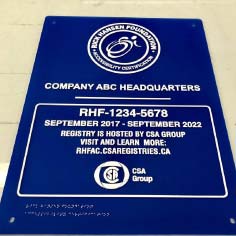 RICK HANSEN FOUNDATION
ACCESSIBILITY CERTIFICATION
COMPANY ABC HEADQUARTERS
RHF-1234-5678
SEPTEMBER 2017 - SEPTEMBER 2022
REGISTRY IS HOSTED BY CSA GROUP
VISIT AND LEARN MORE:
RHFAC.CSAREGISTRIES.CA
CSA
Group